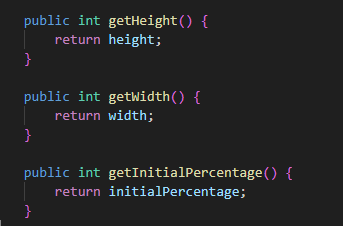 public int getHeight() {
    return height;
}

public int getWidth() {
    return width;
}

public int getInitialPercentage() {
    return initialPercentage;
}